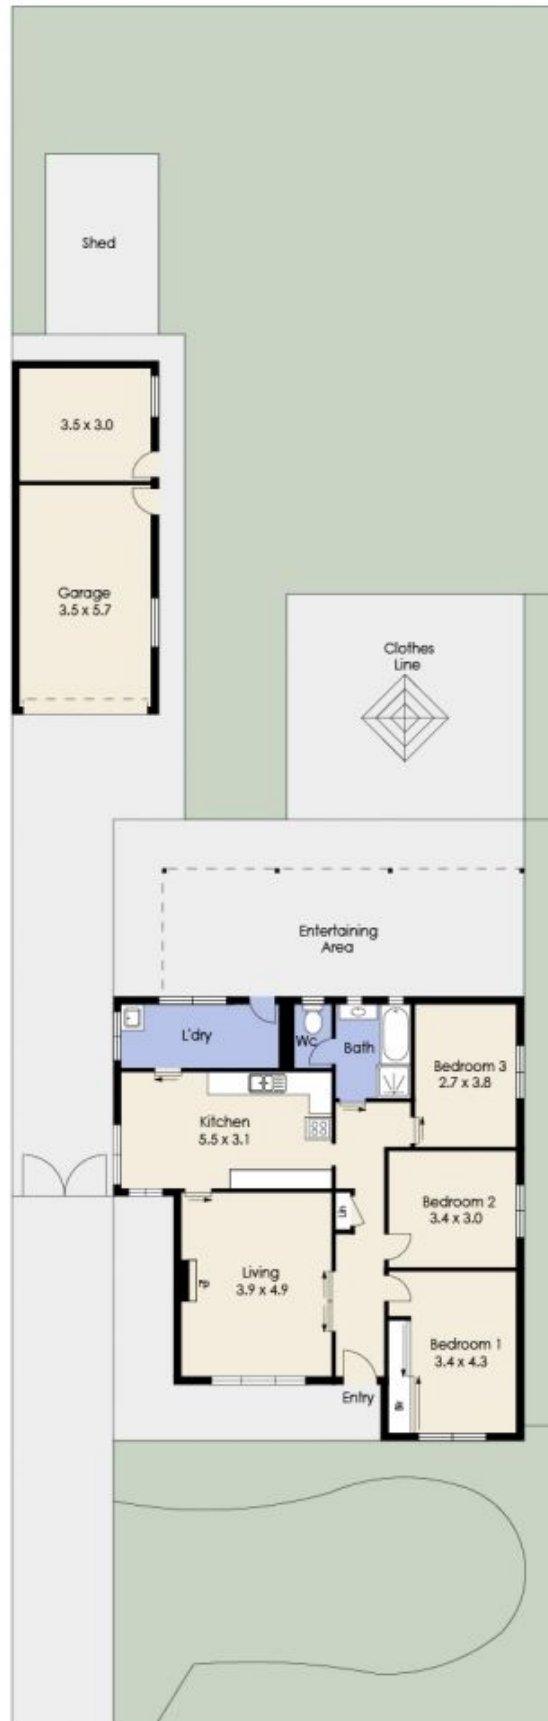 Shed
3.5 x 3.0
Garage
3.5 x 5.7
Clothes
Line
Entertaining
Area
L'dry
Wc
Bath
Bedroom 3
2.7 x 3.8
Kitchen
5.5 x 3.1
Bedroom 2
3.4 x 3.0
Lin
Living
3.9 x 4.9
Bedroom 1
3.4 x 4.3
Entry